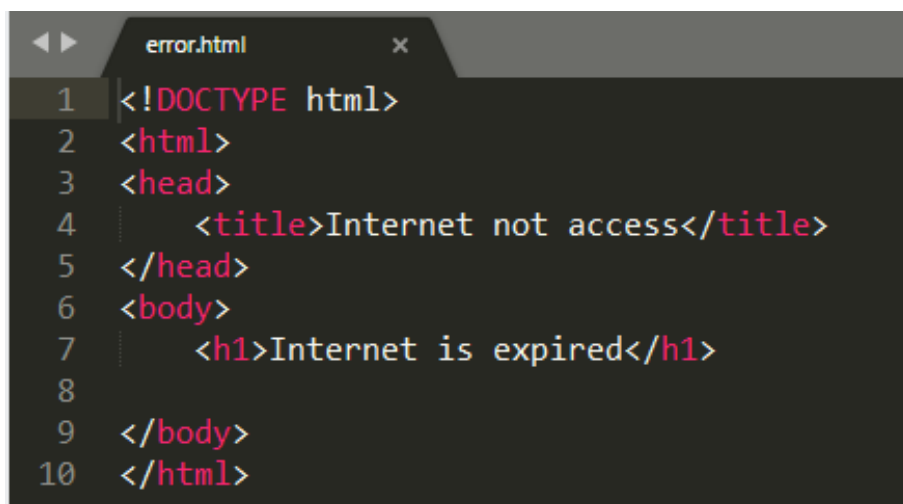 error.html ×
1 <!DOCTYPE html>
2 <html>
3 <head>
4     <title>Internet not access</title>
5 </head>
6 <body>
7     <h1>Internet is expired</h1>
8
9 </body>
10 </html>